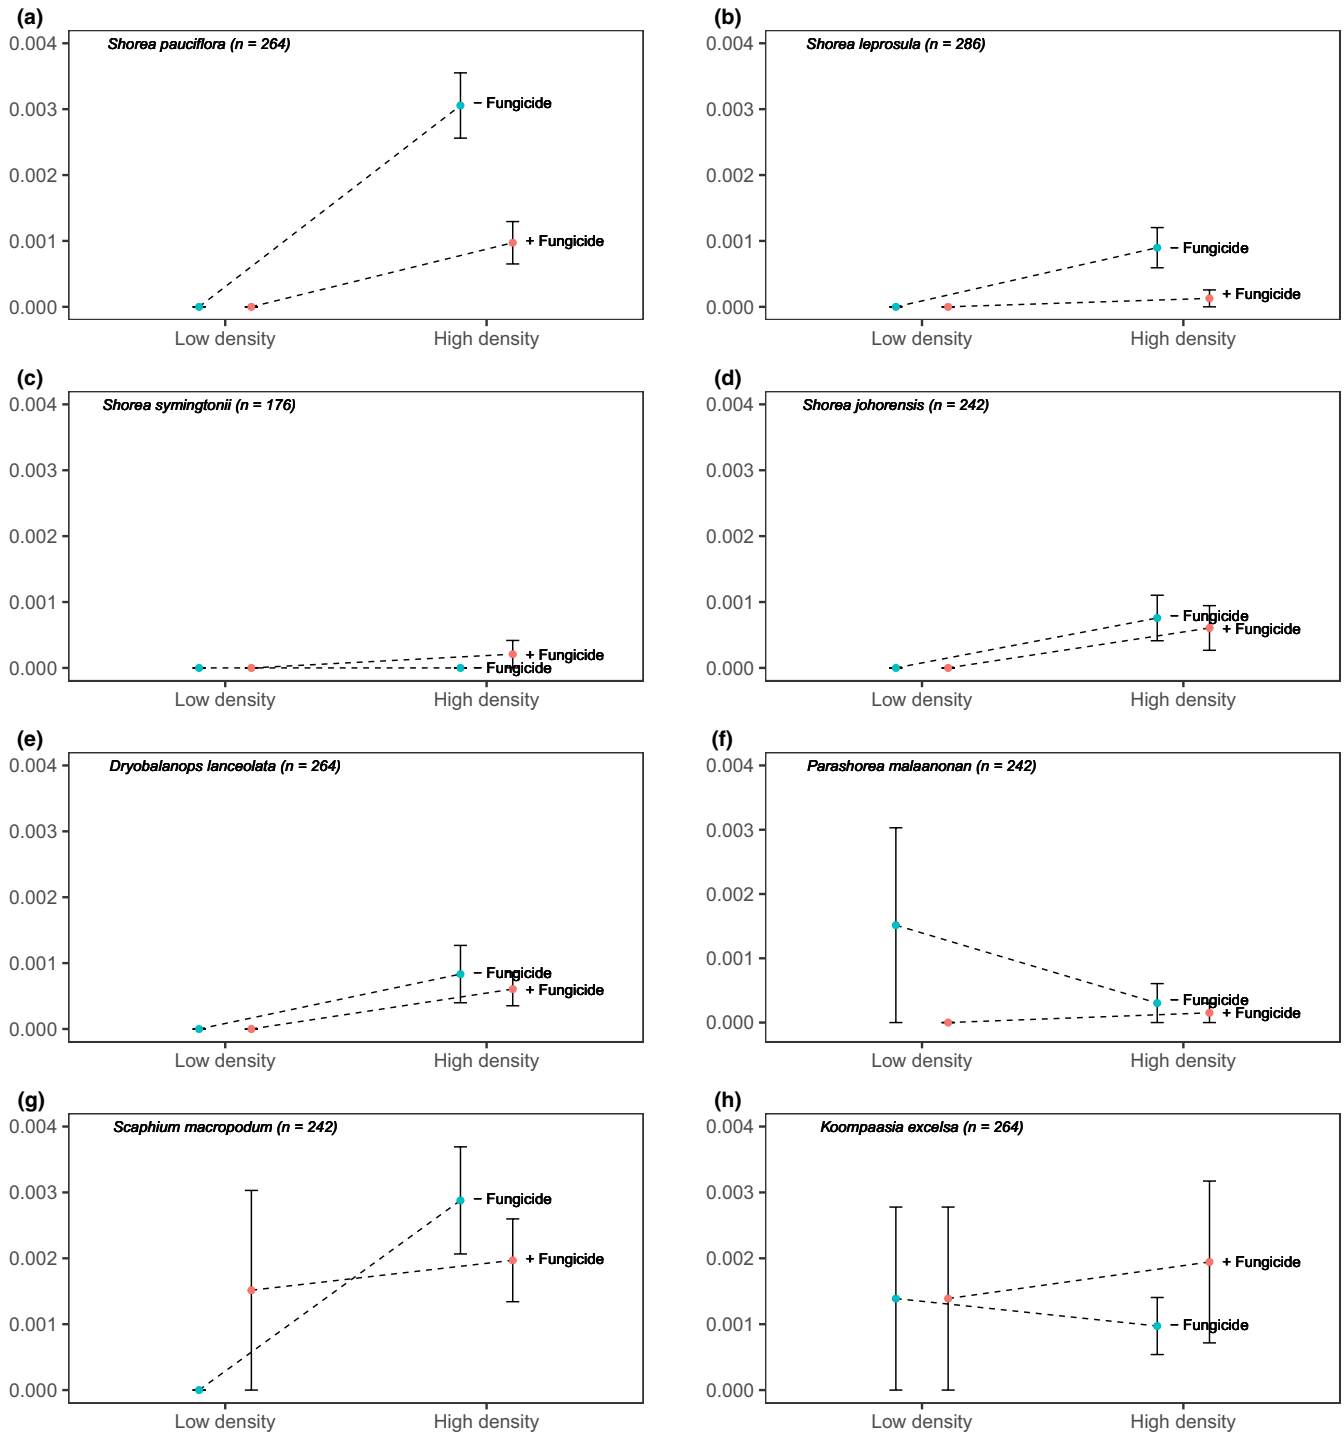 (a)
Shorea pauciflora (n = 264)
0.004
0.003
0.002
0.001
0.000
− Fungicide
+ Fungicide
Low density
High density
(b)
Shorea leprosula (n = 286)
0.004
0.003
0.002
0.001
0.000
− Fungicide
+ Fungicide
Low density
High density
(c)
Shorea symingtonii (n = 176)
0.004
0.003
0.002
0.001
0.000
+ Fungicide
− Fungicide
Low density
High density
(d)
Shorea johorensis (n = 242)
0.004
0.003
0.002
0.001
0.000
− Fungicide
+ Fungicide
Low density
High density
(e)
Dryobalanops lanceolata (n = 264)
0.004
0.003
0.002
0.001
0.000
− Fungicide
+ Fungicide
Low density
High density
(f)
Parashorea malaanonan (n = 242)
0.004
0.003
0.002
0.001
0.000
− Fungicide
+ Fungicide
Low density
High density
(g)
Scaphium macropodum (n = 242)
0.004
0.003
0.002
0.001
0.000
− Fungicide
+ Fungicide
Low density
High density
(h)
Koompaasia excelsa (n = 264)
0.004
0.003
0.002
0.001
0.000
+ Fungicide
− Fungicide
Low density
High density